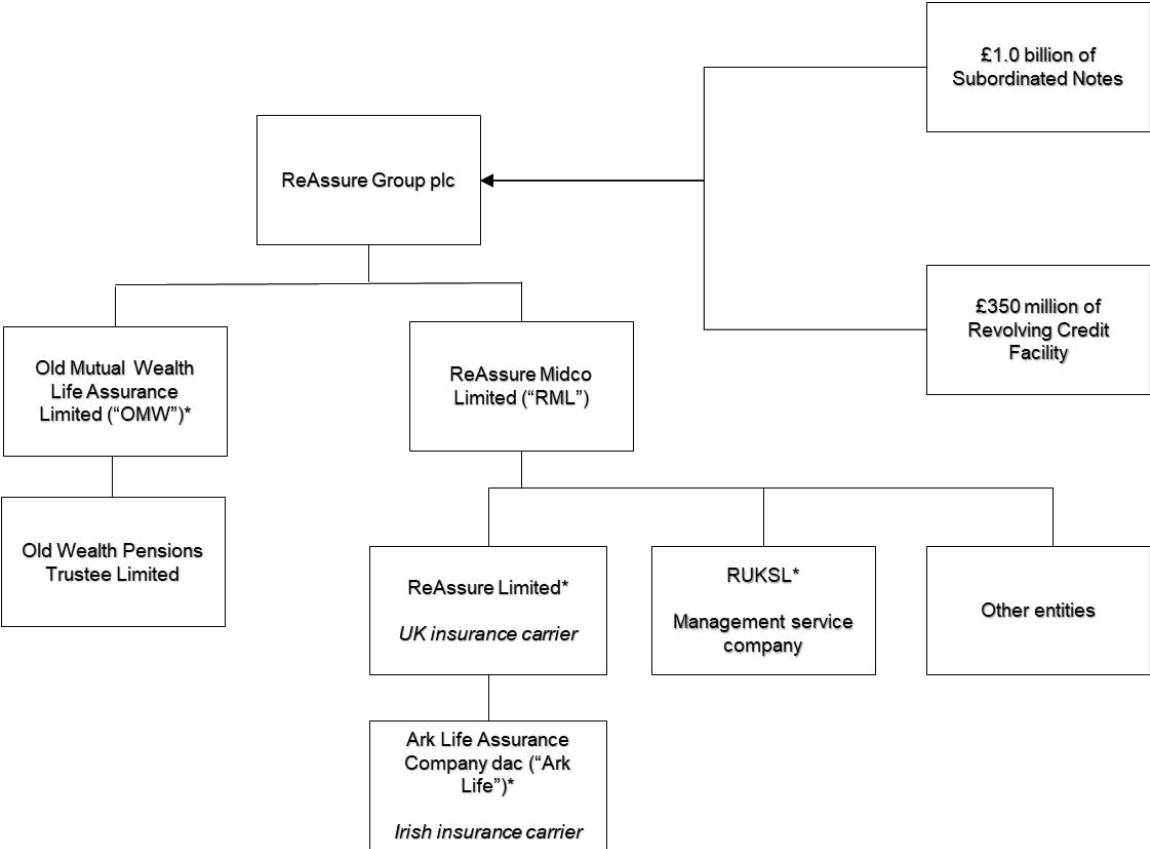 £1.0 billion of
Subordinated Notes
ReAssure Group plc
£350 million of
Revolving Credit
Facility
Old Mutual Wealth
Life Assurance
Limited (“OMW”)*
ReAssure Midco
Limited (“RML”)
Old Wealth Pensions
Trustee Limited
ReAssure Limited*
UK insurance carrier
RUKSL*
Management service
company
Other entities
Ark Life Assurance
Company dac (“Ark
Life”)*
Irish insurance carrier